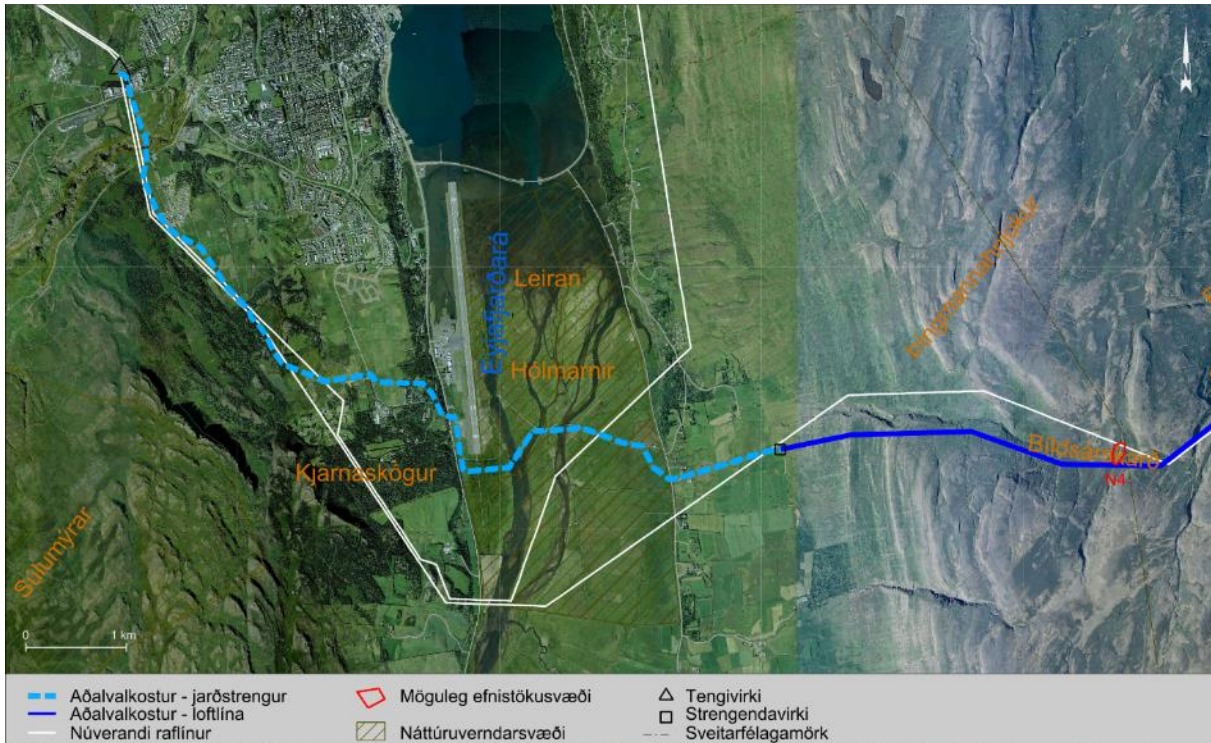 N
Leiran
Eyjafjarðará
Hólmarnir
Kjarnaskógur
Súlumýrar
Bíldsárskarð
N4
0 1 km
Aðalvalkostur - jarðstrengur
Aðalvalkostur - loftlína
Núverandi raflínur
Möguleg efnistökusvæði
Náttúruverndarsvæði
Tengivirki
Strengendavirki
Sveitarfélagamörk